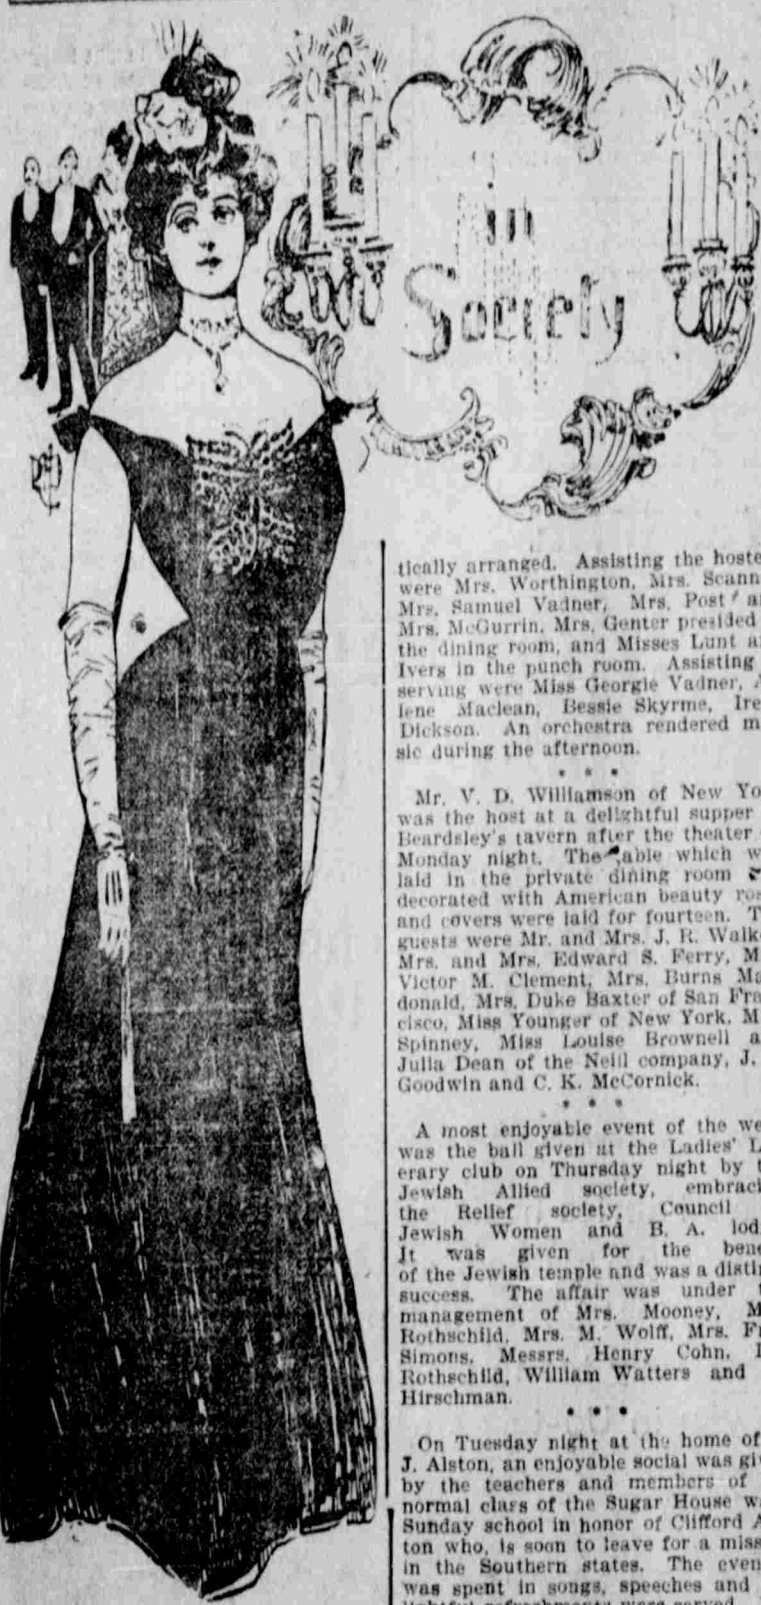 in
Society
tically arranged. Assisting the hoste
were Mrs. Worthington, Mrs. Scann
Mrs. Samuel Vadner, Mrs. Post a
Mrs. McGurrin. Mrs. Genter presided
the dining room, and Misses Lunt a
Ivers in the punch room. Assisting
serving were Miss Georgie Vadner, A
lene Maclean, Bessie Skyrme, Ire
Dickson. An orchestra rendered m
sic during the afternoon.
* * *
Mr. V. D. Williamson of New Yo
was the host at a delightful supper
Beardsley's tavern after the theater
Monday night. The able which w
laid in the private dining room
decorated with American beauty ros
and covers were laid for fourteen. T
guests were Mr. and Mrs. J. R. Walk
Mrs. and Mrs. Edward S. Ferry, M
Victor M. Clement, Mrs. Burns Ma
donald, Mrs. Duke Baxter of San Fra
cisco, Miss Younger of New York, M
Spinney, Miss Louise Brownell a
Julia Dean of the Neill company, J.
Goodwin and C. K. McCornick.
* * *
A most enjoyable event of the we
was the ball given at the Ladies' L
erary club on Thursday night by t
Jewish Allied society, embraci
the Relief society, Council
Jewish Women and B. A. lod
It was given for the bene
of the Jewish temple and was a distin
success. The affair was under t
management of Mrs. Mooney, M
Rothschild, Mrs. M. Wolff, Mrs. Fr
Simons, Messrs. Henry Cohn, 
Rothschild, William Watters and
Hirschman.
* * *
On Tuesday night at the home of
J. Alston, an enjoyable social was giv
by the teachers and members of
normal class of the Sugar House w
Sunday school in honor of Clifford A
ton who, is soon to leave for a miss
in the Southern states. The even
was spent in songs, speeches and
lightful refreshments were served